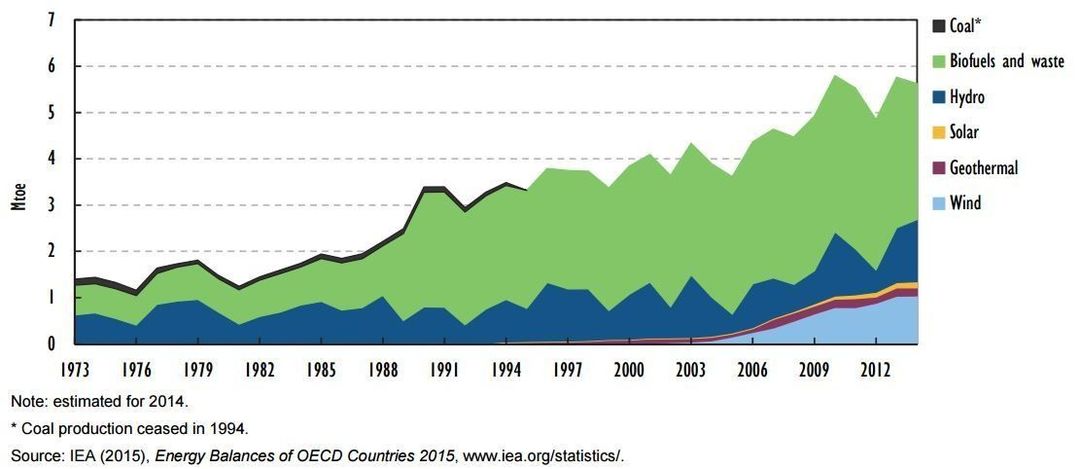 7
6
5
4
3
2
1
0
Mtoe
1973 1976 1979 1982 1985 1988 1991 1994 1997 2000 2003 2006 2009 2012
Coal*
Biofuels and waste
Hydro
Solar
Geothermal
Wind
Note: estimated for 2014.
* Coal production ceased in 1994.
Source: IEA (2015), Energy Balances of OECD Countries 2015, www.iea.org/statistics/.